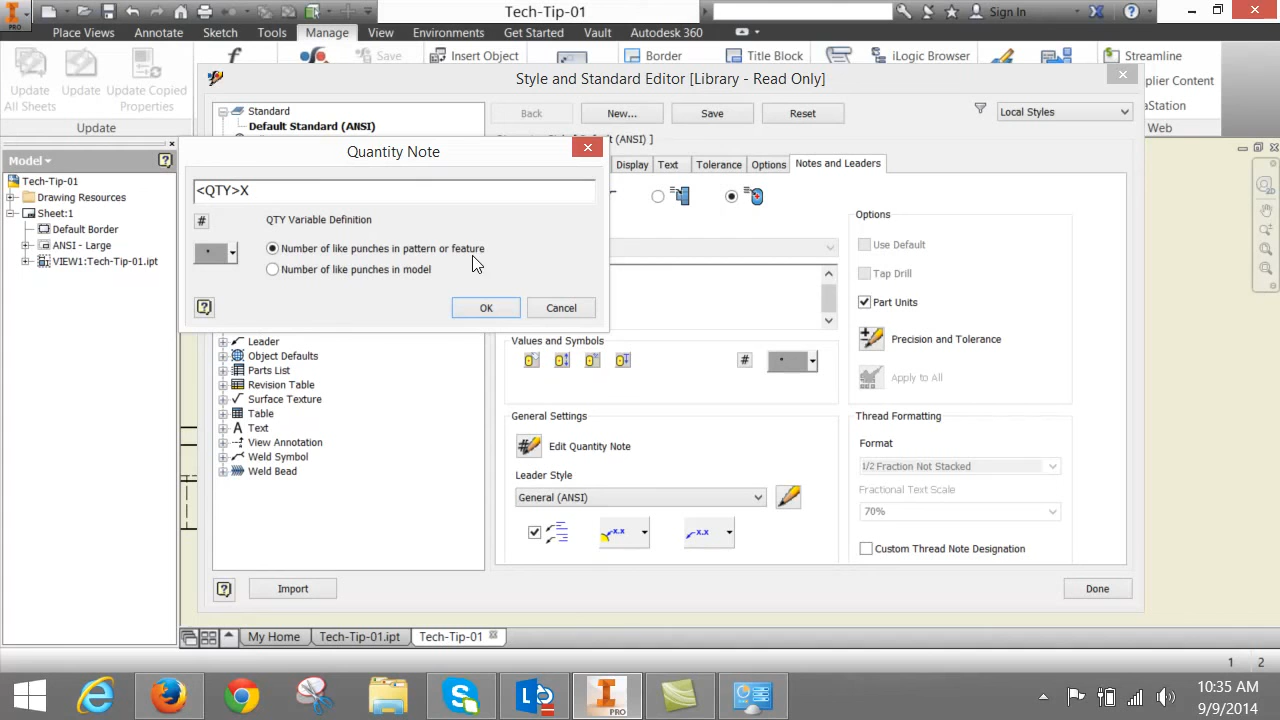 Tech-Tip-01
Sign In
PRO
Place Views
Annotate
Sketch
Tools
Manage
View
Environments
Get Started
Vault
Autodesk 360
Update
All Sheets
Update
Update Copied
Properties
Update
Save
Insert Object
Border
Title Block
iLogic Browser
Streamline
plier Content
aStation
Web
Style and Standard Editor [Library - Read Only]
Standard
Default Standard (ANSI)
Back
New...
Save
Reset
Local Styles
(ANSI) ]
Display
Text
Tolerance
Options
Notes and Leaders
Model
Tech-Tip-01
Drawing Resources
Sheet:1
Default Border
ANSI - Large
VIEW1:Tech-Tip-01.ipt
Quantity Note
<QTY>X
#
QTY Variable Definition
Number of like punches in pattern or feature
Number of like punches in model
OK
Cancel
Leader
Object Defaults
Parts List
Revision Table
Surface Texture
Table
Text
View Annotation
Weld Symbol
Weld Bead
Values and Symbols
#
General Settings
Edit Quantity Note
Leader Style
General (ANSI)
x.x
x.x
Options
Use Default
Tap Drill
Part Units
Precision and Tolerance
Apply to All
Thread Formatting
Format
1/2 Fraction Not Stacked
Fractional Text Scale
70%
Custom Thread Note Designation
Import
Done
My Home
Tech-Tip-01.ipt
Tech-Tip-01
1
2
PRO
10:35 AM
9/9/2014